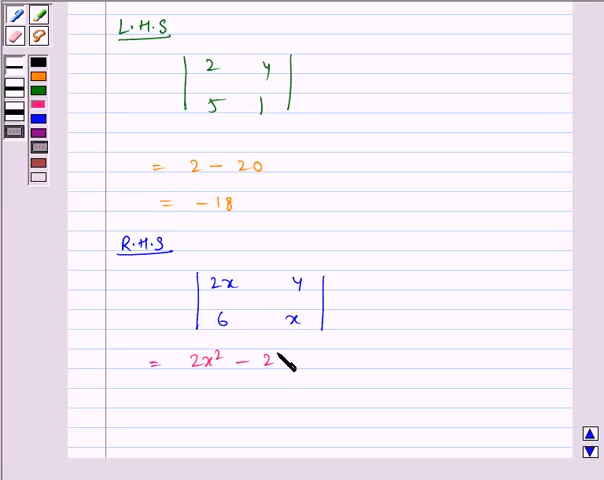 L.H.S
| 2 4 |
| 5 1 |
= 2 - 20
= -18
R.H.S
| 2x 4 |
| 6 x |
= 2x² - 2